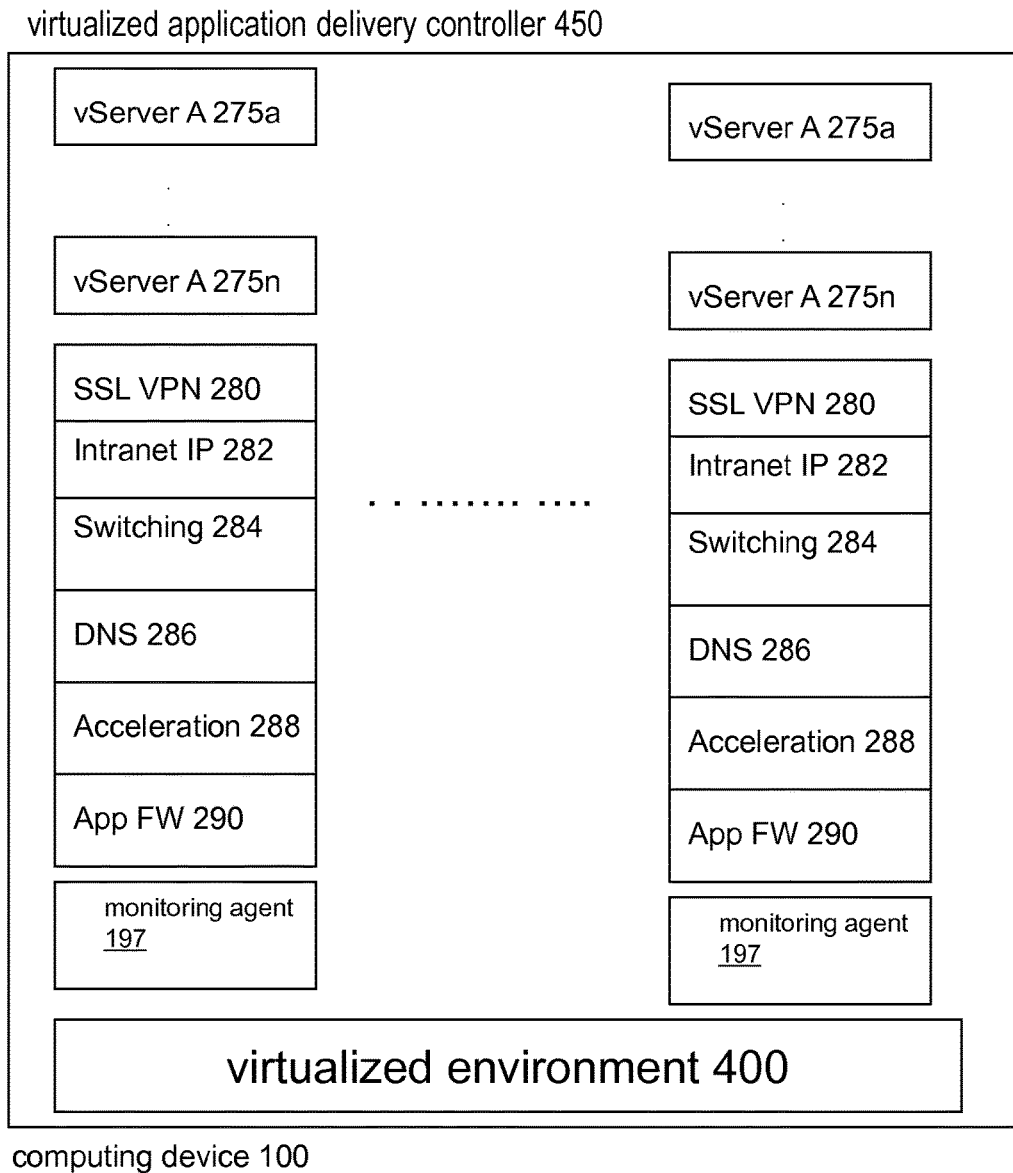 virtualized application delivery controller 450
vServer A 275a
vServer A 275n
SSL VPN 280
Intranet IP 282
Switching 284
DNS 286
Acceleration 288
App FW 290
monitoring agent
197
vServer A 275a
vServer A 275n
SSL VPN 280
Intranet IP 282
Switching 284
DNS 286
Acceleration 288
App FW 290
monitoring agent
197
virtualized environment 400
computing device 100